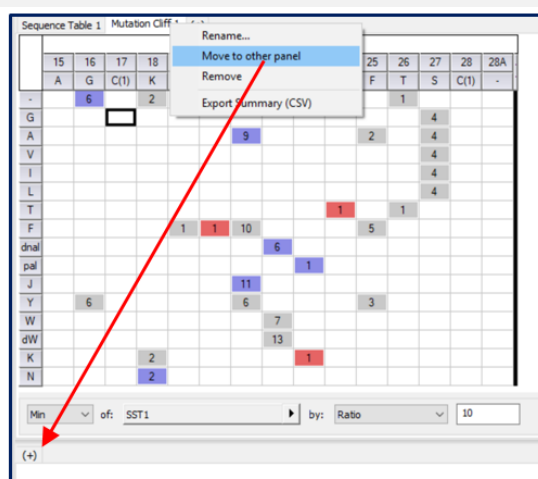 Sequence Table 1 Mutation Cliff 1
Rename...
Move to other panel
Remove
Export Summary (CSV)
15 16 17 18 25 26 27 28 28A
A G C(1) K F T S C(1) -
- 6 2 1
G 4
A 9 2 4
V 4
I 4
L 4
T 1 1
F 1 1 10 5
dnal 6
pal 1
J 11
Y 6 6 3
W 7
dW 13
K 2 1
N 2
Min of: SST1 by: Ratio 10
(+)